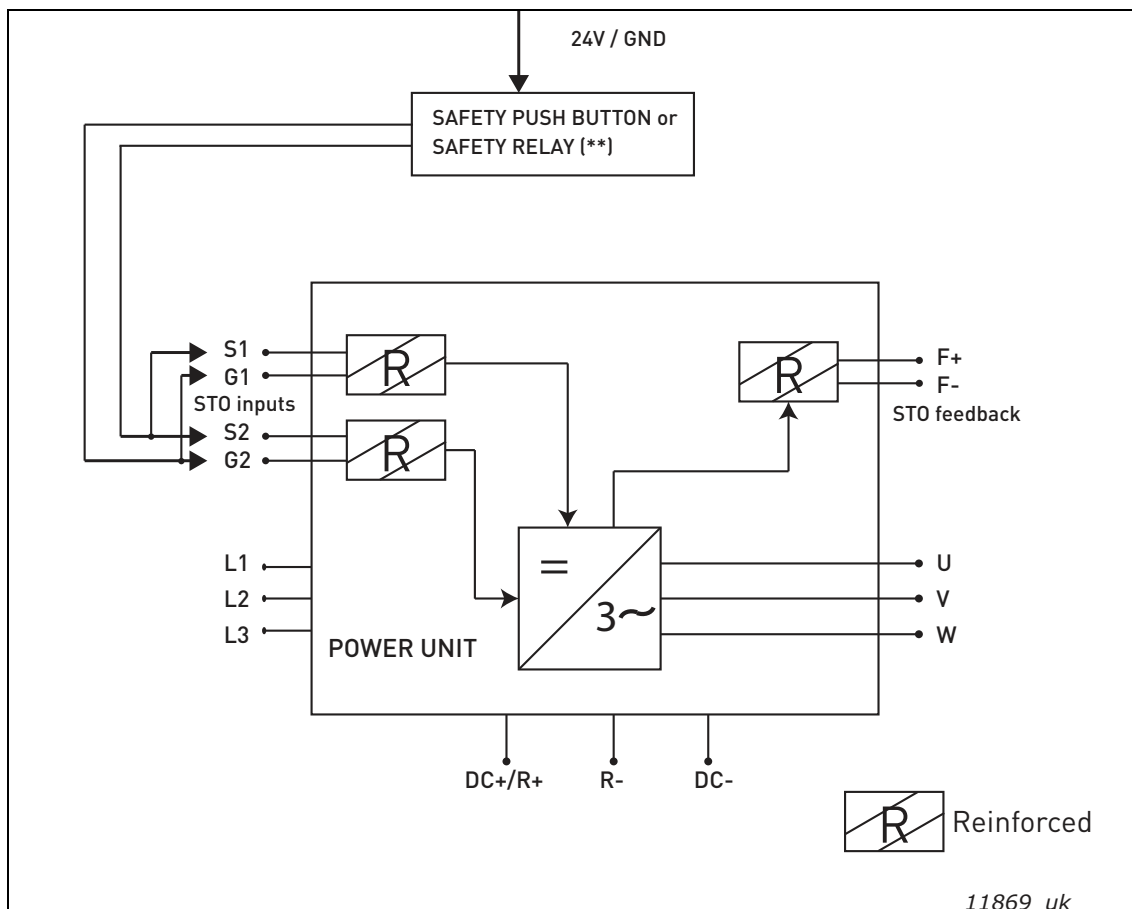 24V / GND
SAFETY PUSH BUTTON or
SAFETY RELAY (**)
S1
G1
STO inputs
S2
G2
R
R
R
F+
F-
STO feedback
L1
L2
L3
=
3~
POWER UNIT
U
V
W
DC+/R+
R-
DC-
R
Reinforced
11869_uk